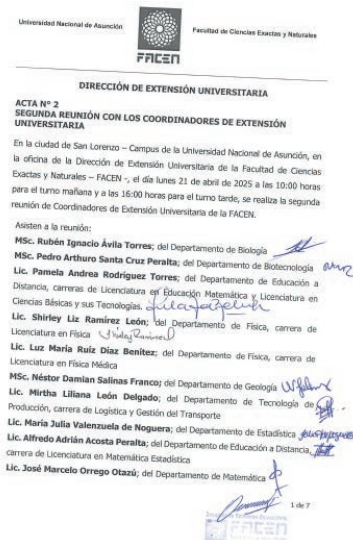 Universidad Nacional de Asunción
Facultad de Ciencias Exactas y Naturales
FACEN
DIRECCIÓN DE EXTENSIÓN UNIVERSITARIA
ACTA N° 2
SEGUNDA REUNIÓN CON LOS COORDINADORES DE EXTENSIÓN
UNIVERSITARIA
En la ciudad de San Lorenzo – Campus de la Universidad Nacional de Asunción, en
la oficina de la Dirección de Extensión Universitaria de la Facultad de Ciencias
Exactas y Naturales – FACEN -, el día lunes 21 de abril de 2025 a las 10:00 horas
para el turno mañana y a las 16:00 horas para el turno tarde, se realiza la segunda
reunión de Coordinadores de Extensión Universitaria de la FACEN.
Asisten a la reunión:
MSc. Rubén Ignacio Ávila Torres; del Departamento de Biología
MSc. Pedro Arthuro Santa Cruz Peralta; del Departamento de Biotecnología
Lic. Pamela Andrea Rodríguez Torres; del Departamento de Educación a
Distancia, carreras de Licenciatura en Educación Matemática y Licenciatura en
Ciencias Básicas y sus Tecnologías.
Lic. Shirley Liz Ramírez León; del Departamento de Física, carrera de
Licenciatura en Física
Lic. Luz María Ruíz Díaz Benítez; del Departamento de Física, carrera de
Licenciatura en Física Médica
MSc. Néstor Damian Salinas Franco; del Departamento de Geología
Lic. Mirtha Liliana León Delgado; del Departamento de Tecnología de
Producción, carrera de Logística y Gestión del Transporte
Lic. María Julia Valenzuela de Noguera; del Departamento de Estadística
Lic. Alfredo Adrián Acosta Peralta; del Departamento de Educación a Distancia,
carrera de Licenciatura en Matemática Estadística
Lic. José Marcelo Orrego Otazú; del Departamento de Matemática
1 de 7
FACEN